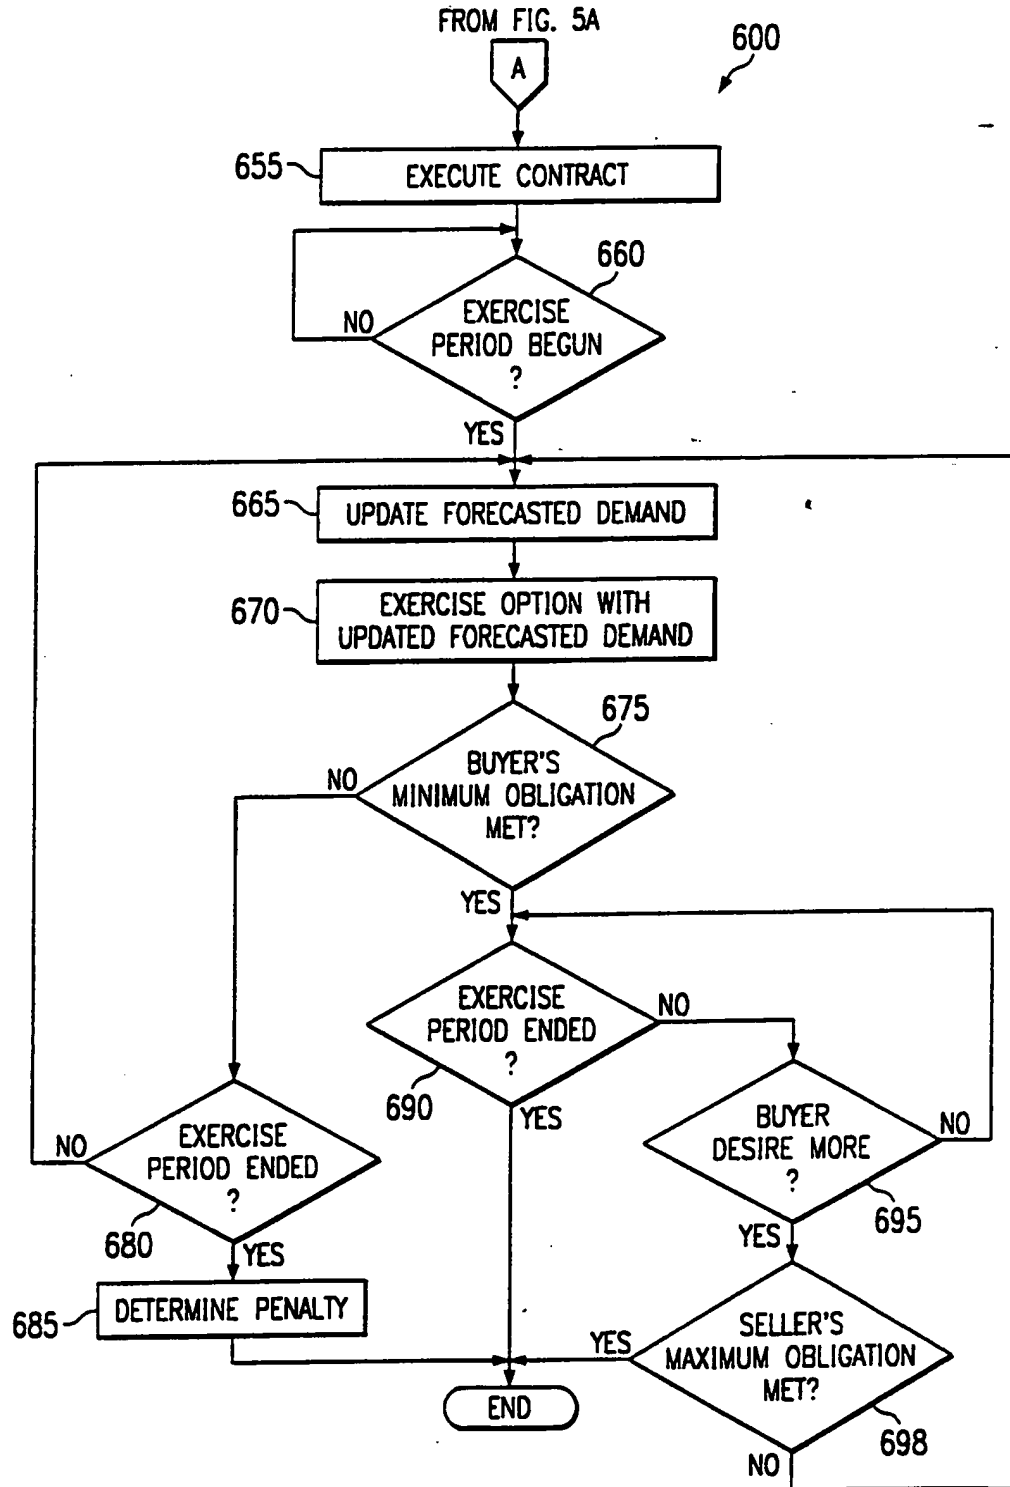 FROM FIG. 5A
A
600
655
EXECUTE CONTRACT
660
EXERCISE
PERIOD BEGUN
?
NO
YES
665
UPDATE FORECASTED DEMAND
670
EXERCISE OPTION WITH
UPDATED FORECASTED DEMAND
675
BUYER'S
MINIMUM OBLIGATION
MET?
NO
YES
EXERCISE
PERIOD ENDED
?
NO
690
YES
BUYER
DESIRE MORE
?
NO
695
YES
NO
EXERCISE
PERIOD ENDED
?
680
YES
685
DETERMINE PENALTY
SELLER'S
MAXIMUM OBLIGATION
MET?
YES
698
NO
END